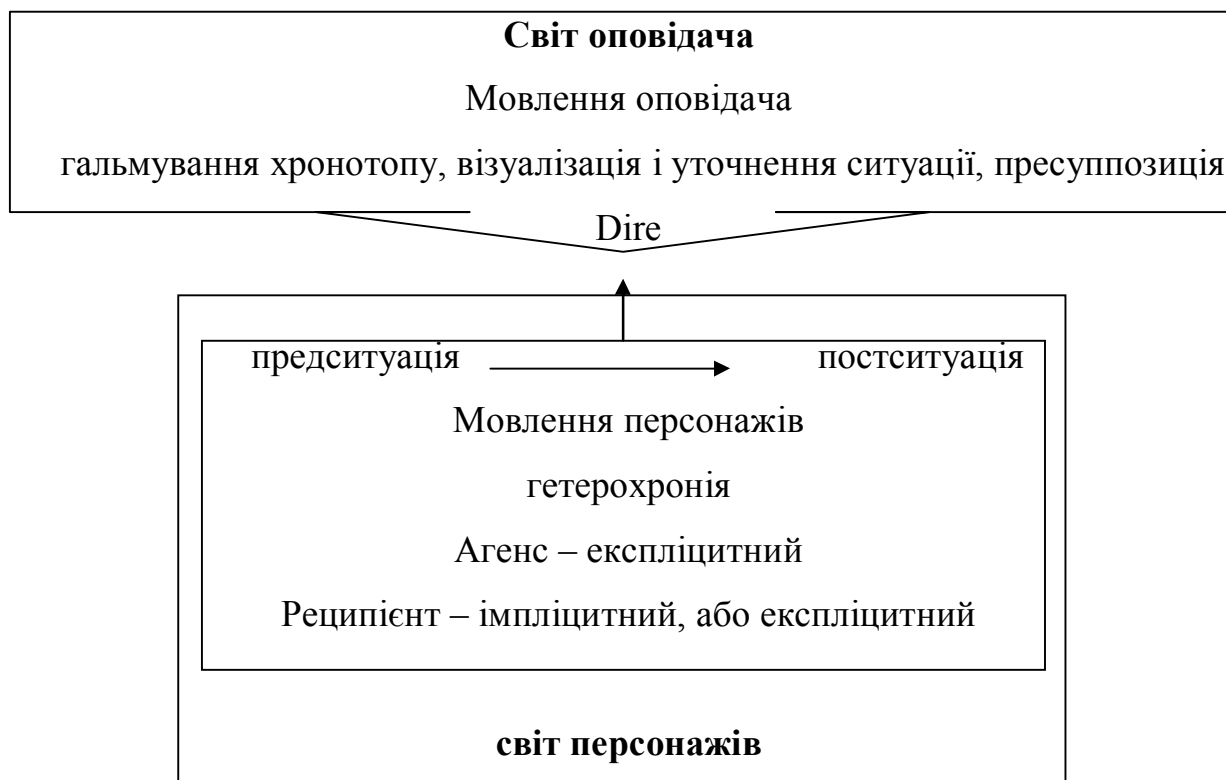 Світ оповідача
Мовлення оповідача
гальмування хронотопу, візуалізація і уточнення ситуації, пресуппозиція
Dire
предситуація постситуація
Мовлення персонажів
гетерохронія
Агенс – експліцитний
Реципієнт – імпліцитний, або експліцитний
світ персонажів